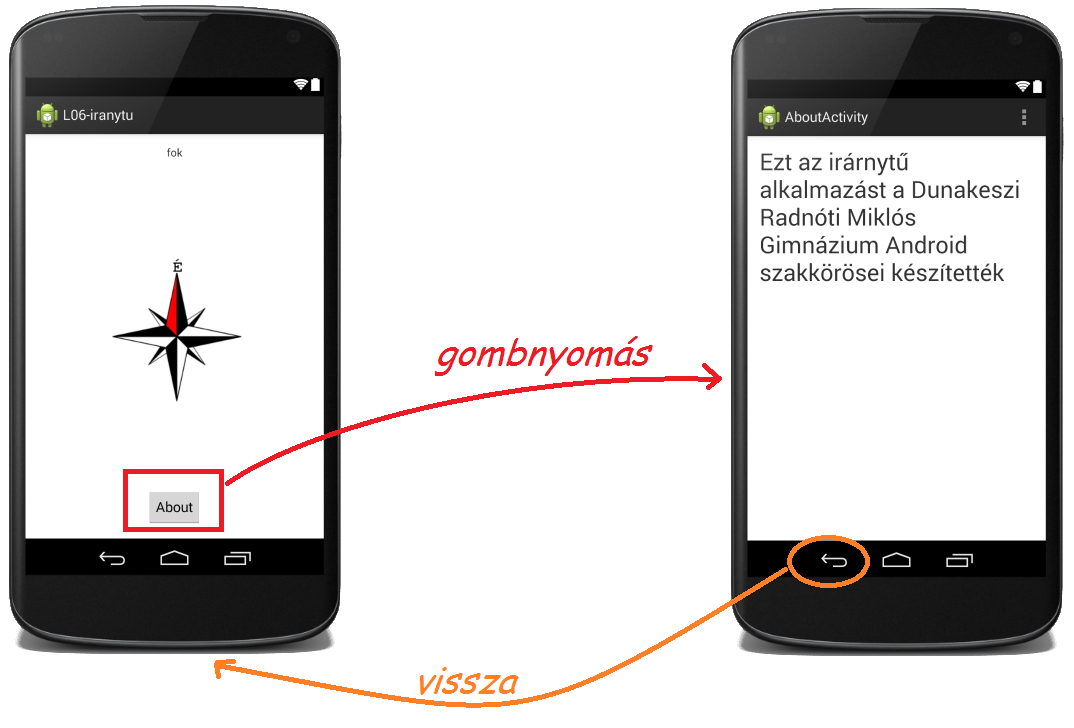 L06-iranytu
fok
É
About
gombnyomás
AboutActivity
Ezt az irárnytű
alkalmazást a Dunakeszi
Radnóti Miklós
Gimnázium Android
szakkörösei készítették
vissza